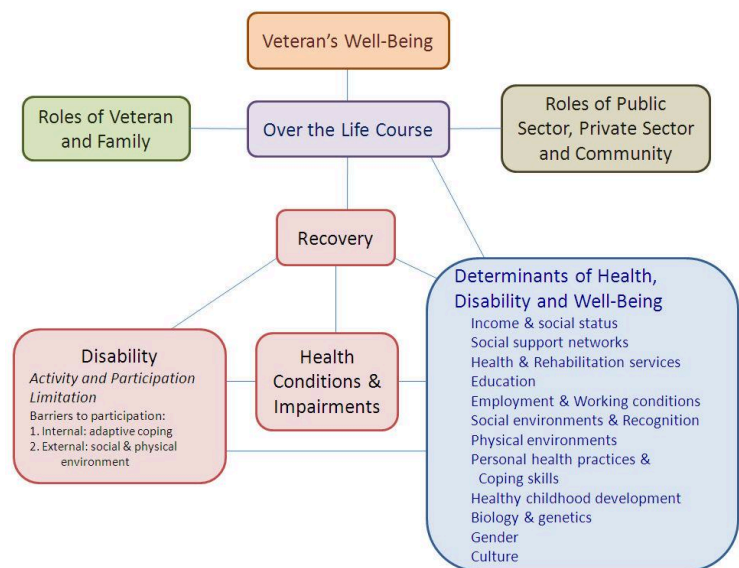 Veteran's Well-Being
Roles of Veteran
and Family
Over the Life Course
Roles of Public
Sector, Private Sector
and Community
Recovery
Disability
Activity and Participation
Limitation
Barriers to participation:
1. Internal: adaptive coping
2. External: social & physical
environment
Health
Conditions &
Impairments
Determinants of Health,
Disability and Well-Being
Income & social status
Social support networks
Health & Rehabilitation services
Education
Employment & Working conditions
Social environments & Recognition
Physical environments
Personal health practices &
Coping skills
Healthy childhood development
Biology & genetics
Gender
Culture